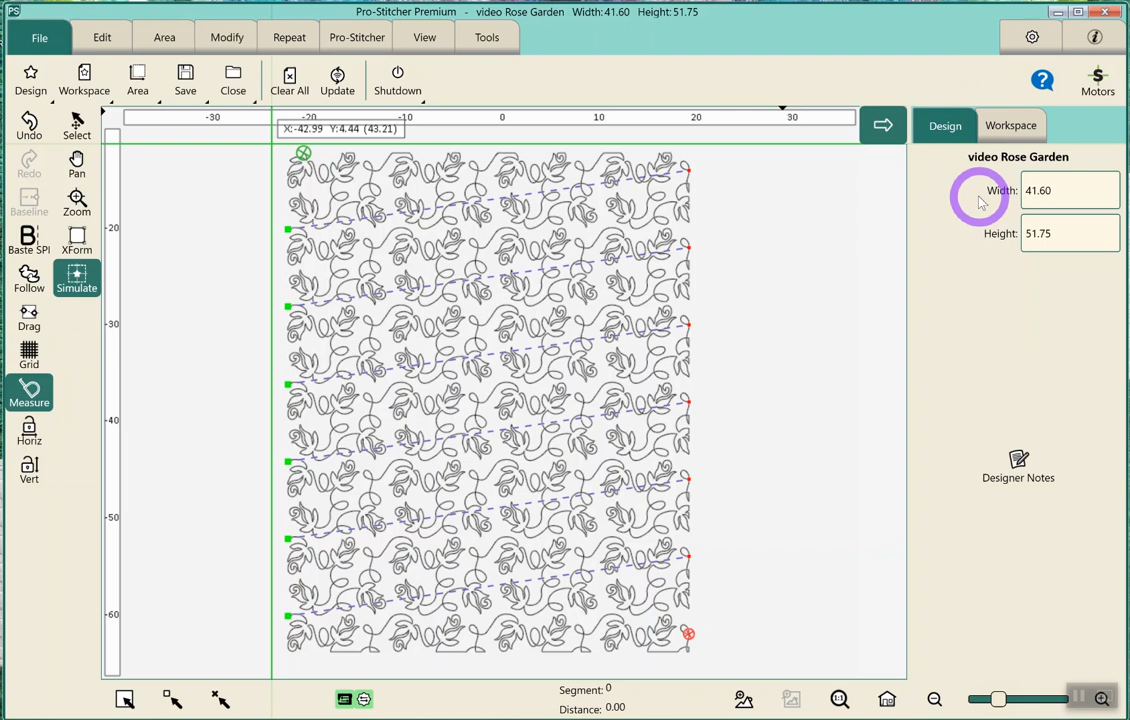 PS Pro-Stitcher Premium - video Rose Garden Width:41.60 Height:51.75
File Edit Area Modify Repeat Pro-Stitcher View Tools
Design Workspace Area Save Close Clear All Update Shutdown
? S Motors
Undo Select
Redo Pan
Baseline Zoom
B Baste SPI XForm
Follow Simulate
Drag
Grid
Measure
Horiz
Vert
-30 -20 -10 0 10 20 30
X:-42.99 Y:4.44 (43.21)
-20
-30
-40
-50
-60
Design Workspace
video Rose Garden
Width: 41.60
Height: 51.75
Designer Notes
Segment: 0
Distance: 0.00
1:1